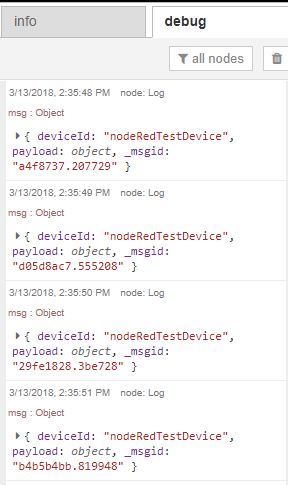 info debug
all nodes
3/13/2018, 2:35:48 PM node: Log
msg : Object
{ deviceId: "nodeRedTestDevice",
payload: object, _msgid:
"a4f8737.207729" }
3/13/2018, 2:35:49 PM node: Log
msg : Object
{ deviceId: "nodeRedTestDevice",
payload: object, _msgid:
"d05d8ac7.555208" }
3/13/2018, 2:35:50 PM node: Log
msg : Object
{ deviceId: "nodeRedTestDevice",
payload: object, _msgid:
"29fe1828.3be728" }
3/13/2018, 2:35:51 PM node: Log
msg : Object
{ deviceId: "nodeRedTestDevice",
payload: object, _msgid:
"b4b5b4bb.819948" }